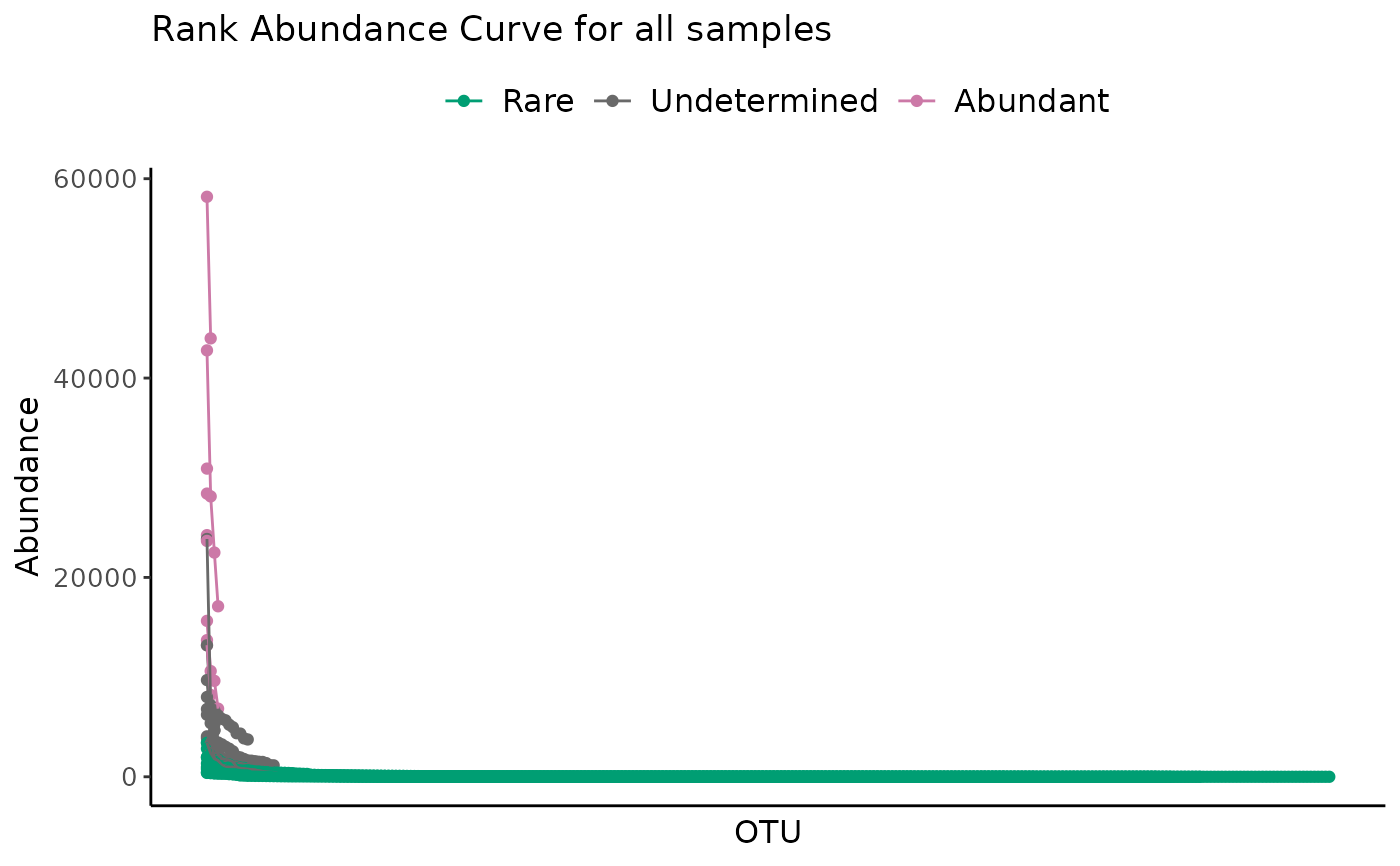 Rank Abundance Curve for all samples
Rare Undetermined Abundant
60000
40000
20000
0
Abundance
OTU